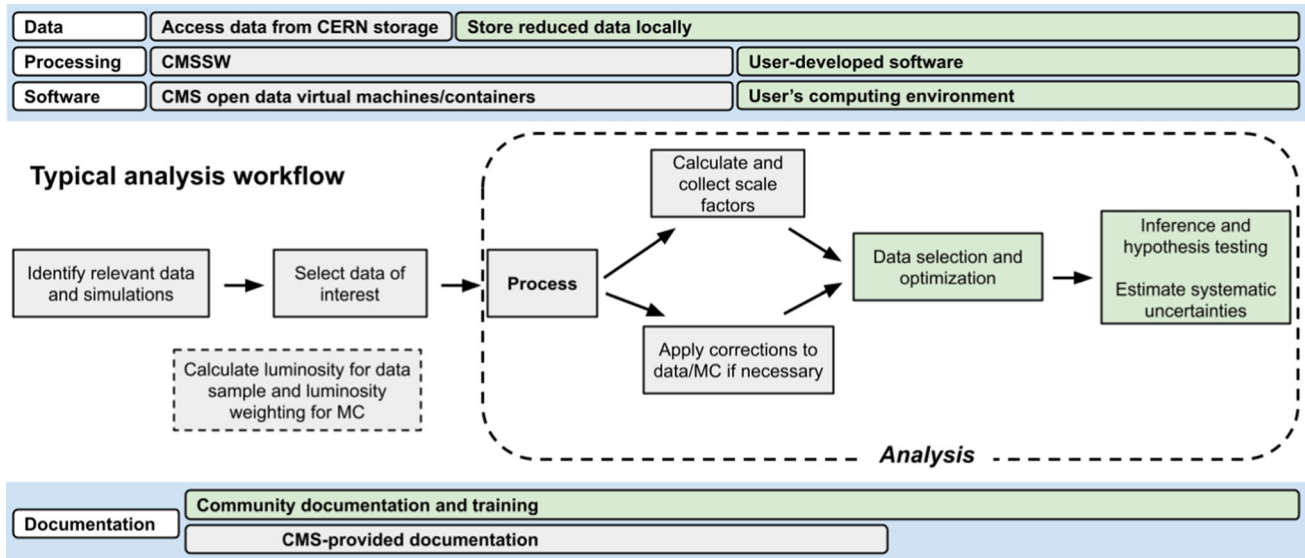 Data
Access data from CERN storage
Store reduced data locally
Processing
CMSSW
User-developed software
Software
CMS open data virtual machines/containers
User’s computing environment
Typical analysis workflow
Identify relevant data
and simulations
Select data of
interest
Calculate luminosity for data
sample and luminosity
weighting for MC
Process
Calculate and
collect scale
factors
Apply corrections to
data/MC if necessary
Data selection and
optimization
Inference and
hypothesis testing
Estimate systematic
uncertainties
Analysis
Documentation
Community documentation and training
CMS-provided documentation